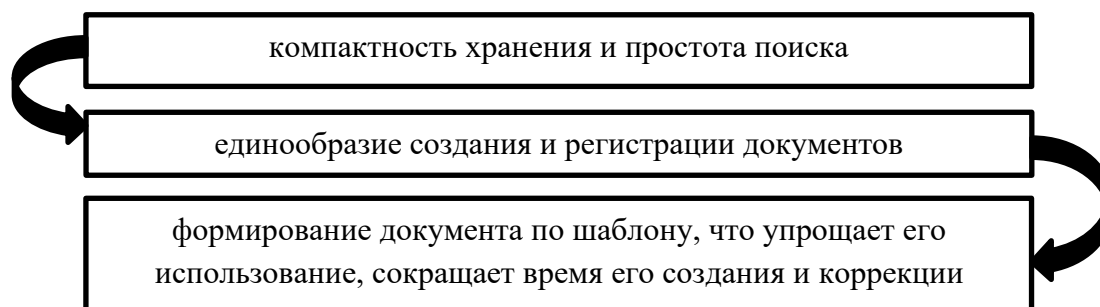 компактность хранения и простота поиска
единообразие создания и регистрации документов
формирование документа по шаблону, что упрощает его
использование, сокращает время его создания и коррекции